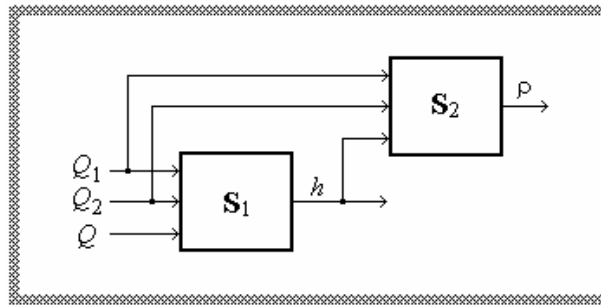 ρ
S₂
Q₁
h
Q₂
S₁
Q